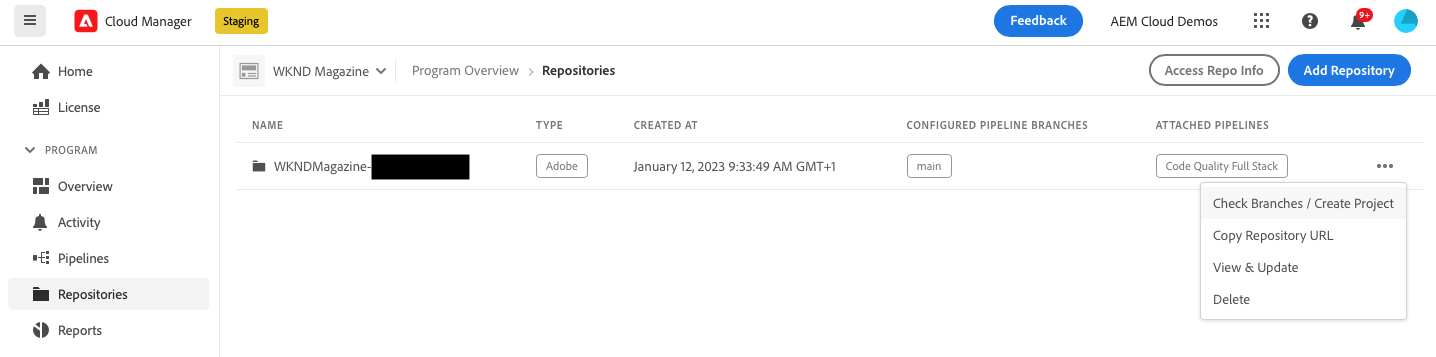 Cloud Manager
Staging
Feedback
AEM Cloud Demos
9+
Home
License
PROGRAM
Overview
Activity
Pipelines
Repositories
Reports
WKND Magazine
Program Overview > Repositories
Access Repo Info
Add Repository
NAME TYPE CREATED AT CONFIGURED PIPELINE BRANCHES ATTACHED PIPELINES
WKNDMagazine- Adobe January 12, 2023 9:33:49 AM GMT+1 main Code Quality Full Stack
Check Branches / Create Project
Copy Repository URL
View & Update
Delete